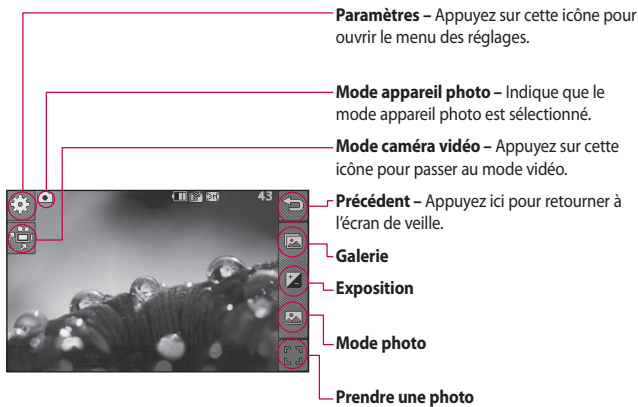 Paramètres – Appuyez sur cette icône pour
ouvrir le menu des réglages.
Mode appareil photo – Indique que le
mode appareil photo est sélectionné.
Mode caméra vidéo – Appuyez sur cette
icône pour passer au mode vidéo.
43
Précédent – Appuyez ici pour retourner à
l'écran de veille.
Galerie
Exposition
Mode photo
Prendre une photo